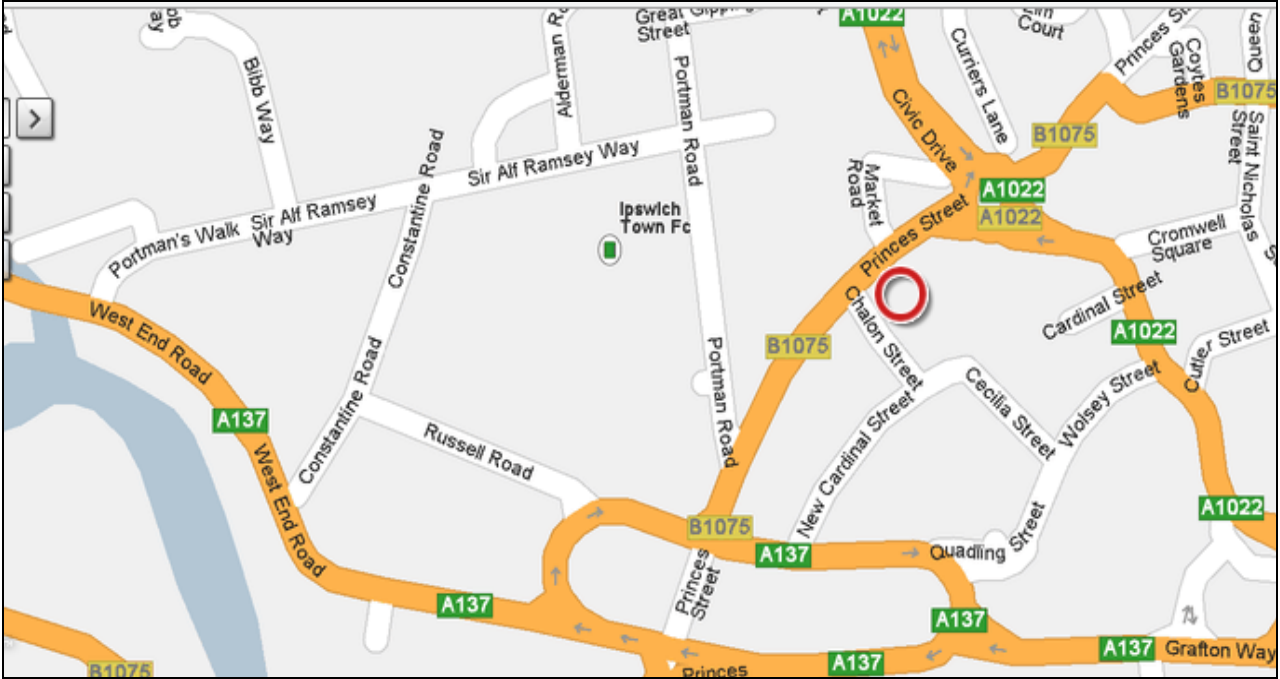 Great Gipping
Street
A1022
Elm
Court
Princes St
Queen
Coytes
Gardens
Bibb Way
Alderman Ro
Portman Road
Currers Lane
B1075
Civic Drive
B1075
Saint Nicholas
Street
Sir Alf Ramsey Way
Market
Road
A1022
A1022
Constantine Road
Ipswich
Town Fc
Princes Street
Portman's Walk
Sir Alf Ramsey
Way
Cromwell
Square
Cardinal Street
West End Road
Chalon Street
B1075
A1022
Cutler Street
Portman Road
Constantine Road
Cecilia Street
Wolsey Street
A137
Russell Road
New Cardinal Street
West End Road
A1022
B1075
A137
Quadling
Street
Princes
Street
A137
A137
A137
Grafton Way
A137
B1075
Princes